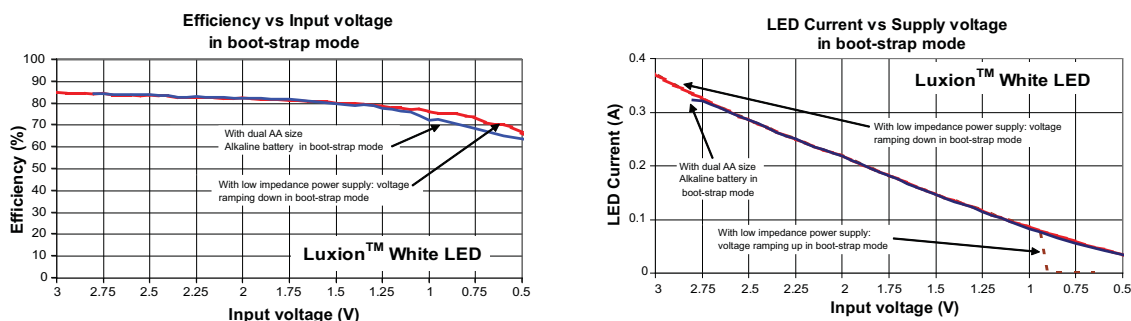 Efficiency vs Input voltage
in boot-strap mode
100
90
80
70
60
50
40
30
80
90
10
0
Efficiency (%)
With dual AA size
Alkaline battery in boot-strap mode
With low impedance power supply: voltage
ramping down in boot-strap mode
Luxion™ White LED
3 2.75 2.5 2.25 2 1.75 1.5 1.25 1 0.75 0.5
Input voltage (V)
LED Current vs Supply voltage
in boot-strap mode
0.4
0.3
0.2
0.1
0
LED Current (A)
Luxion™ White LED
With low impedance power supply: voltage
ramping down in boot-strap mode
With dual AA size
Alkaline battery in
boot-strap mode
With low impedance power supply:
voltage ramping up in boot-strap mode
3 2.75 2.5 2.25 2 1.75 1.5 1.25 1 0.75 0.5
Input voltage (V)